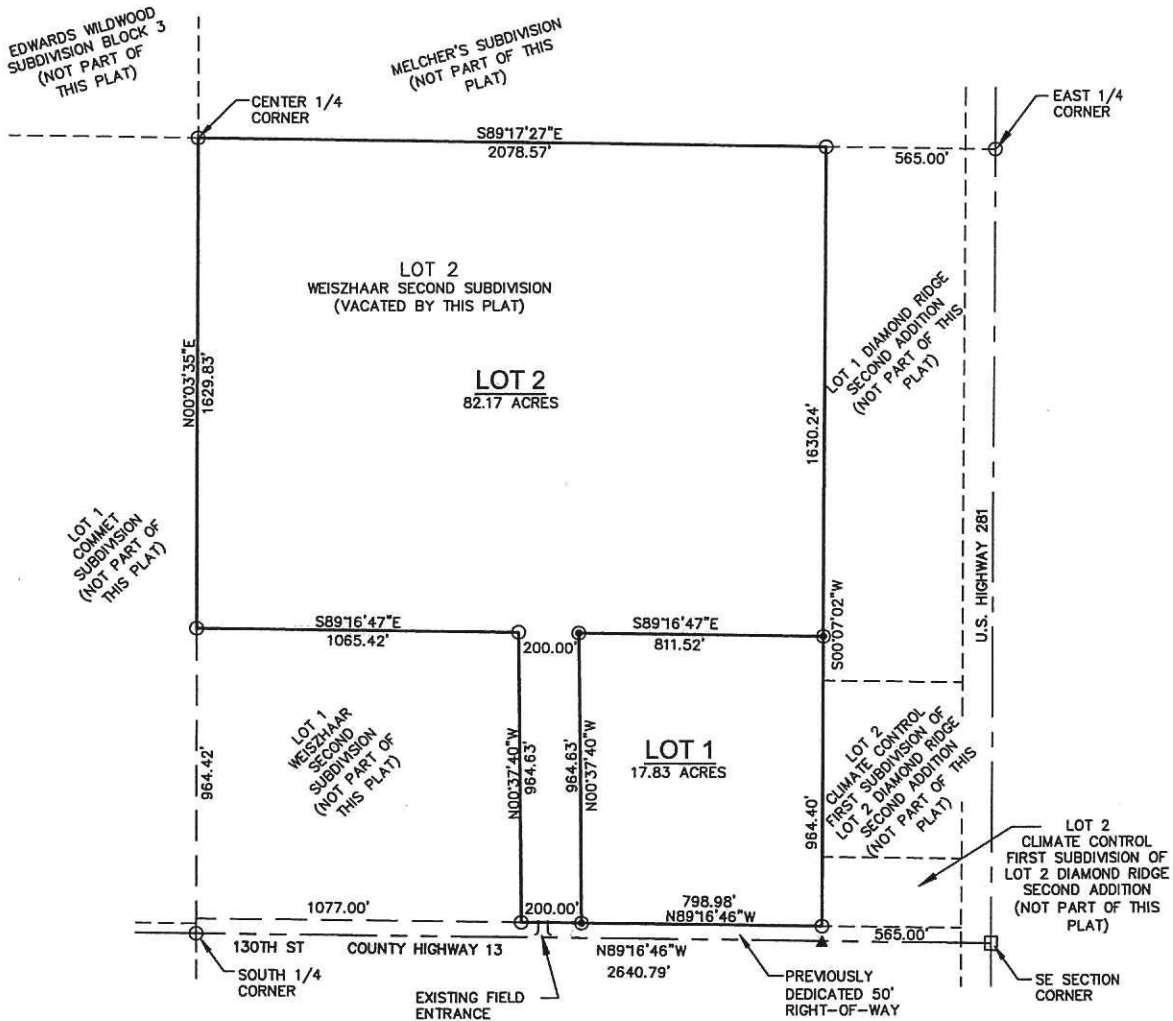 EDWARDS WILDWOOD
SUBDIVISION BLOCK 3
(NOT PART OF
THIS PLAT)
MELCHER'S SUBDIVISION
(NOT PART OF THIS
PLAT)
CENTER 1/4
CORNER
EAST 1/4
CORNER
S89°17'27"E
2078.57'
565.00'
LOT 2
WEISZHAAR SECOND SUBDIVISION
(VACATED BY THIS PLAT)
LOT 2
82.17 ACRES
N00°03'35"E
1629.83'
1630.24'
LOT 1 DIAMOND RIDGE
SECOND ADDITION
(NOT PART OF THIS
PLAT)
U.S. HIGHWAY 281
LOT 1
COMMET
SUBDIVISION
(NOT PART OF
THIS PLAT)
S89°16'47"E
1065.42'
200.00'
S89°16'47"E
811.52'
S00°07'02"W
964.42'
LOT 1
WEISZHAAR
SECOND
SUBDIVISION
(NOT PART OF
THIS PLAT)
N00°37'40"W
964.63'
964.63'
N00°37'40"W
LOT 1
17.83 ACRES
964.40'
LOT 2
CLIMATE CONTROL
FIRST SUBDIVISION OF
LOT 2 DIAMOND RIDGE
SECOND ADDITION
(NOT PART OF THIS
PLAT)
LOT 2
CLIMATE CONTROL
FIRST SUBDIVISION OF
LOT 2 DIAMOND RIDGE
SECOND ADDITION
(NOT PART OF THIS
PLAT)
1077.00'
200.00'
798.98'
N89°16'46"W
130TH ST
COUNTY HIGHWAY 13
N89°16'46"W
2640.79'
565.00'
SOUTH 1/4
CORNER
EXISTING FIELD
ENTRANCE
PREVIOUSLY
DEDICATED 50'
RIGHT-OF-WAY
SE SECTION
CORNER